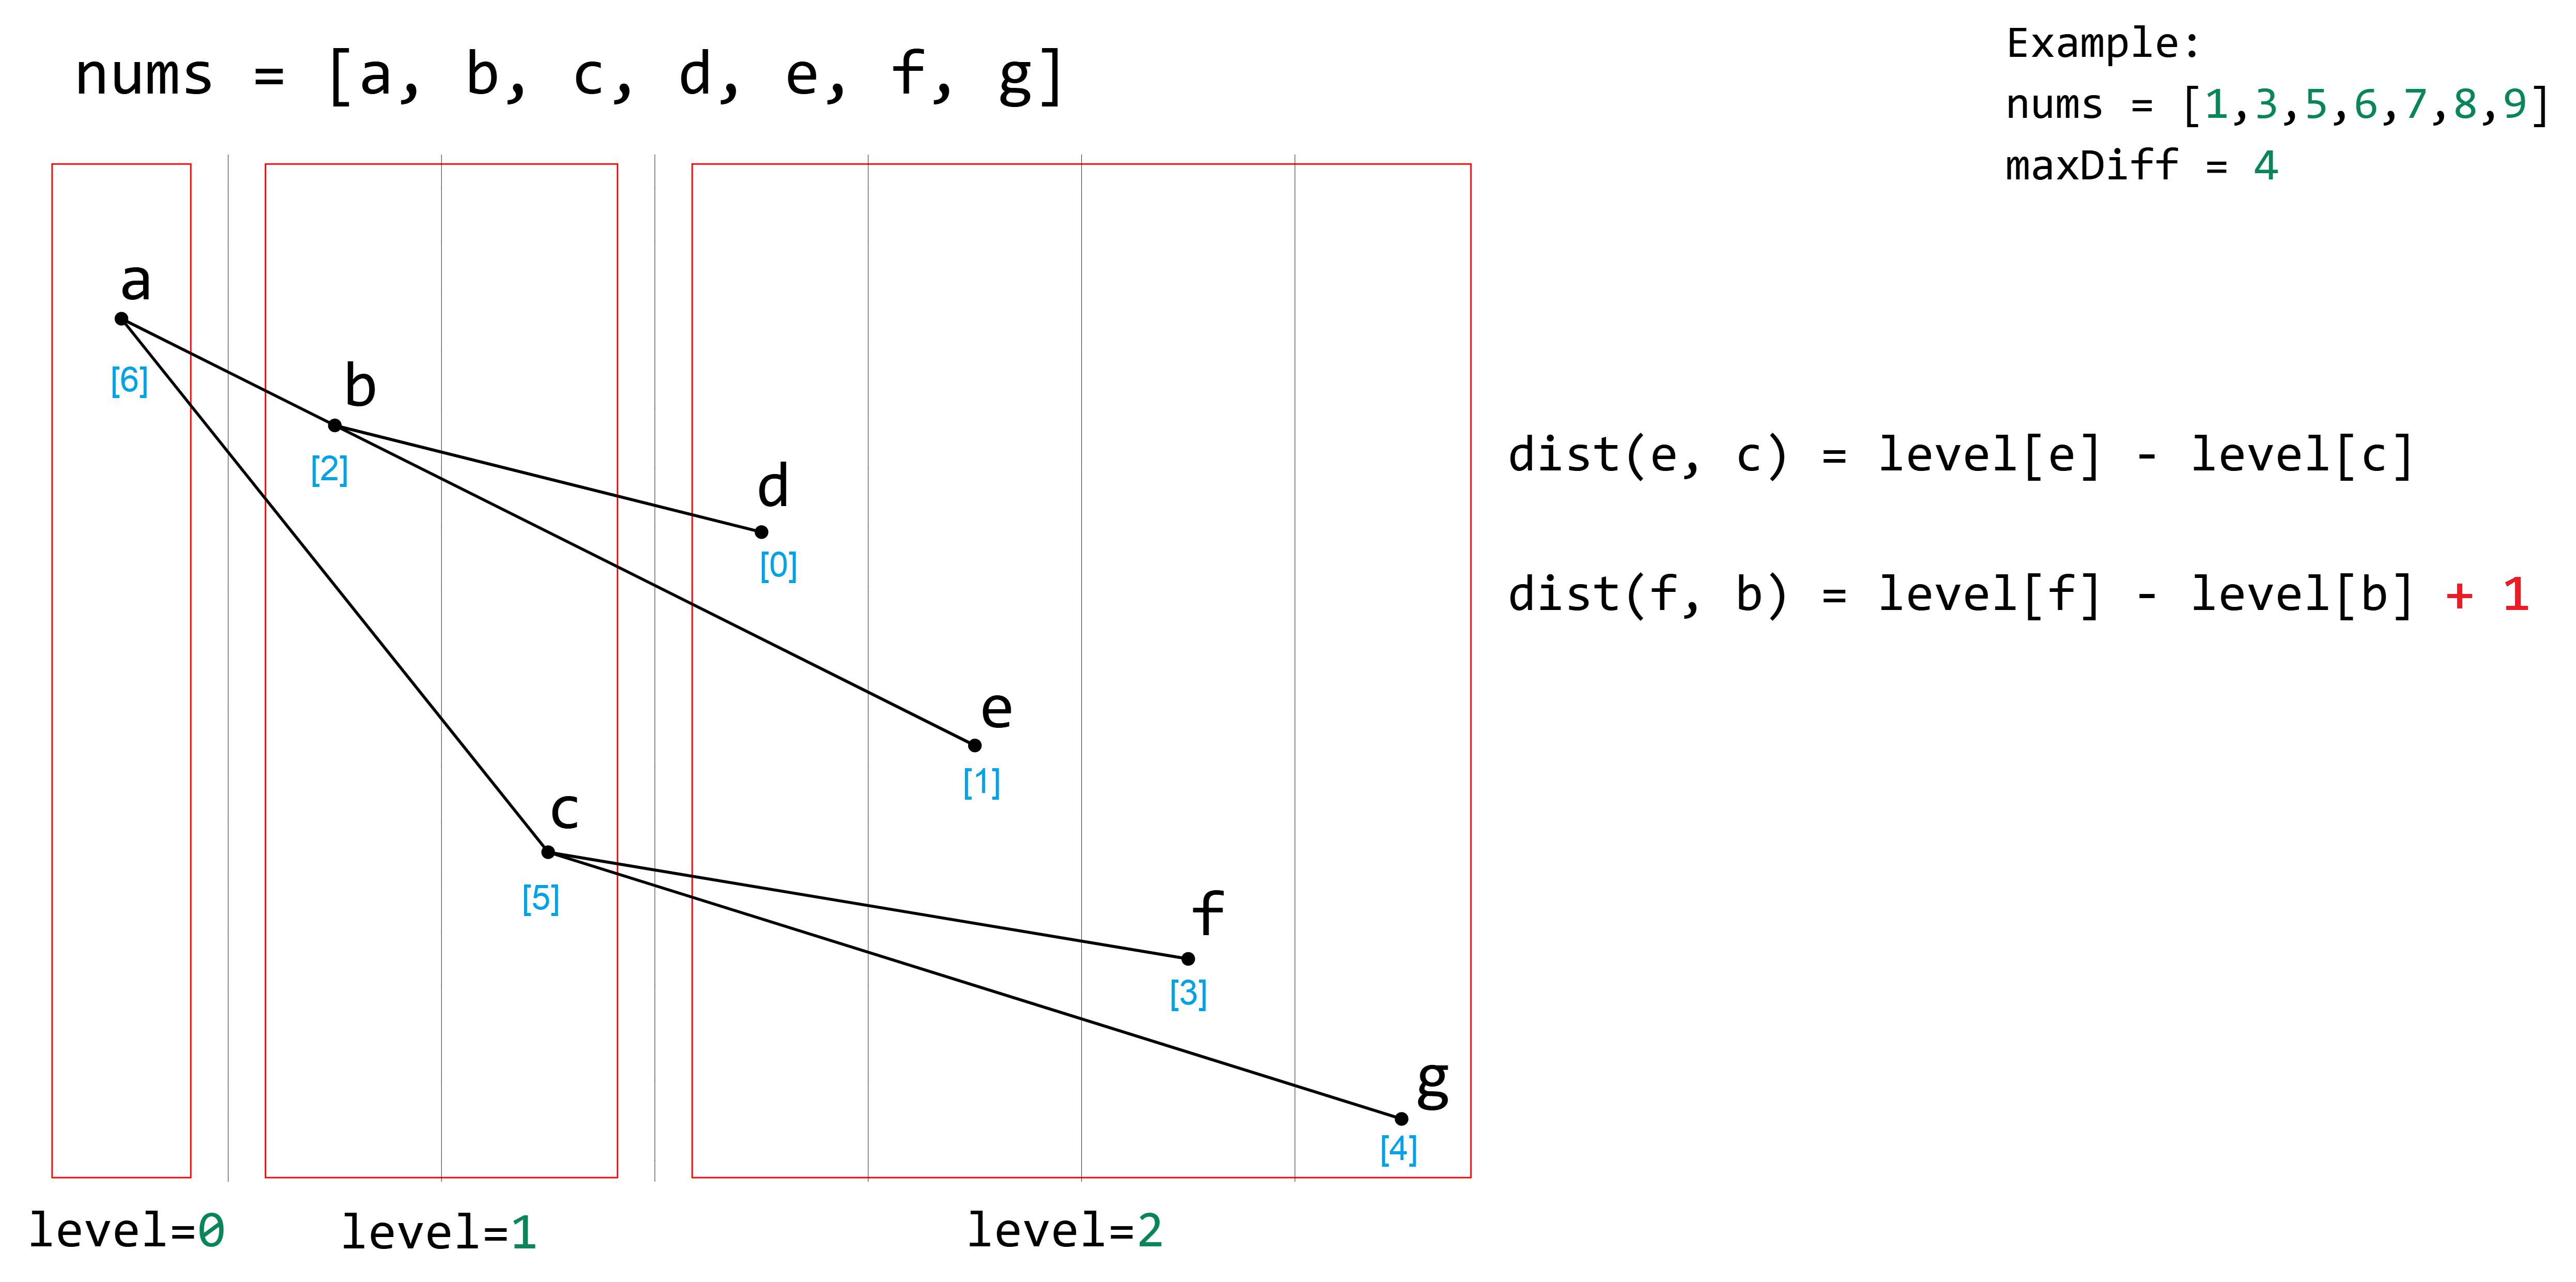 nums = [a, b, c, d, e, f, g]
Example:
nums = [1,3,5,6,7,8,9]
maxDiff = 4
a
[6]
b
[2]
d
[0]
e
[1]
c
[5]
f
[3]
g
[4]
dist(e, c) = level[e] - level[c]
dist(f, b) = level[f] - level[b] + 1
level=0
level=1
level=2